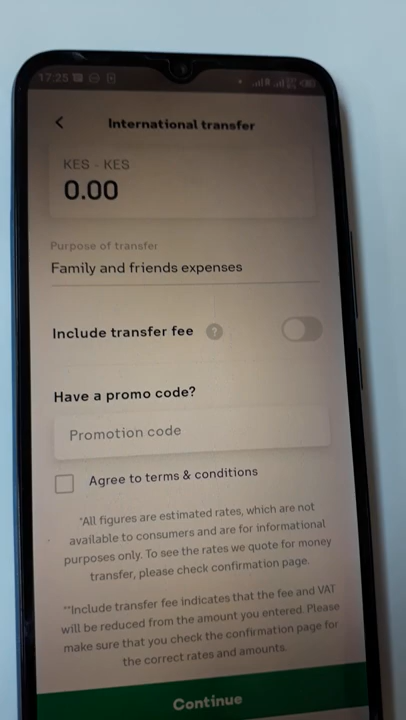 17:25
International transfer
KES - KES
0.00
Purpose of transfer
Family and friends expenses
Include transfer fee ?
Have a promo code?
Promotion code
Agree to terms & conditions
*All figures are estimated rates, which are not
available to consumers and are for informational
purposes only. To see the rates we quote for money
transfer, please check confirmation page.
**Include transfer fee indicates that the fee and VAT
will be reduced from the amount you entered. Please
make sure that you check the confirmation page for
the correct rates and amounts.
Continue